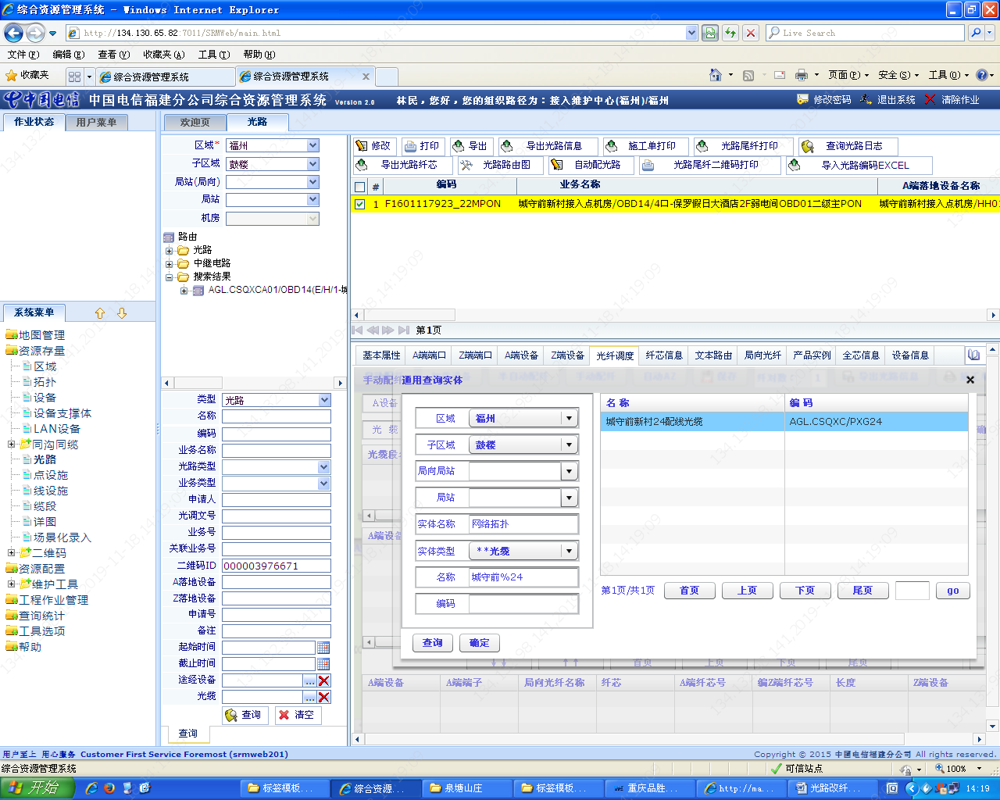 综合资源管理系统 - Windows Internet Explorer
http://134.130.65.82:7011/SRMWeb/main.html
Live Search
文件(F) 编辑(E) 查看(V) 收藏夹(A) 工具(T) 帮助(H)
收藏夹 综合资源管理系统 综合资源管理系统 页面(P) 安全(S) 工具(O)
中国电信 中国电信福建分公司综合资源管理系统 Version 2.0 林民，您好，您的组织路径为：接入维护中心(福州)/福州 修改密码 退出系统 清除作业
作业状态 用户菜单 欢迎页 光路
区域* 福州
子区域 鼓楼
局站(局向)
局站
机房
修改 打印 导出 导出光路信息 施工单打印 光路尾纤打印 查询光路日志
导出光路纤芯 光路路由图 自动配光路 光路尾纤二维码打印 导入光路编码EXCEL
# 编码 业务名称 A端落地设备名称
1 F1601117923_22MPON 城守前新村接入点机房/OBD14/4口-保罗假日大酒店2F弱电间OBD01二级主PON 城守前新村接入点机房/HH01
路由
光路
中继电路
搜索结果
AGL.CSQXCA01/OBD14(E/H/1-城
第1页
系统菜单
地图管理
资源存量
区域
拓扑
设备
设备支撑体
LAN设备
同沟同缆
光路
点设施
线设施
缆段
详图
场景化录入
二维码
资源配置
维护工具
工程作业管理
查询统计
工具选项
帮助
类型 光路
名称
编码
业务名称
光路类型
业务类型
申请人
光调文号
业务号
关联业务号
二维码ID 000003976671
A落地设备
Z落地设备
申请号
备注
起始时间
截止时间
途经设备 ...
光缆 ...
查询 清空
查询
基本属性 A端端口 Z端端口 A端设备 Z端设备 光纤调度 纤芯信息 文本路由 局向光纤 产品实例 全芯信息 设备信息
手动配纤
通用查询实体
A设备
光 缆
光缆段名
A端设备
区域 福州
子区域 鼓楼
局向局站
局站
实体名称 网络拓扑
实体类型 **光缆
名称 城守前%24
编码
查询 确定
名 称 编 码
城守前新村24配线光缆 AGL.CSQXC/PXG24
第1页/共1页 首页 上页 下页 尾页 go
首页 上页 下页 尾页
A端设备 A端端子 局向光纤名称 纤芯 A端纤芯号 编Z端纤芯号 长度 Z端设备
用户至上 用心服务 Customer First Service Foremost (srmweb201)
Copyright © 2015 中国电信福建分公司 All rights reserved.
综合资源管理系统 可信站点 100%
开始 标签模板... 综合资源... 泉塘山庄 标签模板... 重庆品胜... http://ma... 光路改纤... 14:19